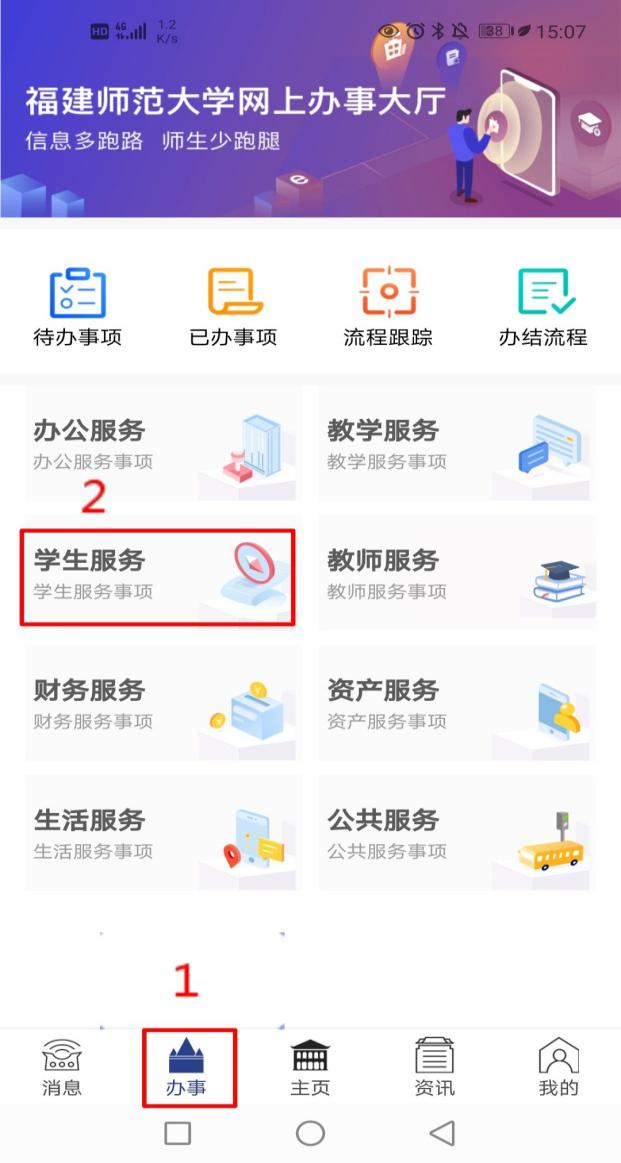 HD 4G 1.2 K/s 38 15:07
福建师范大学网上办事大厅
信息多跑路 师生少跑腿
待办事项 已办事项 流程跟踪 办结流程
办公服务 教学服务
办公服务事项 教学服务事项
2
学生服务 教师服务
学生服务事项 教师服务事项
财务服务 资产服务
财务服务事项 资产服务事项
生活服务 公共服务
生活服务事项 公共服务事项
1
消息 办事 主页 资讯 我的